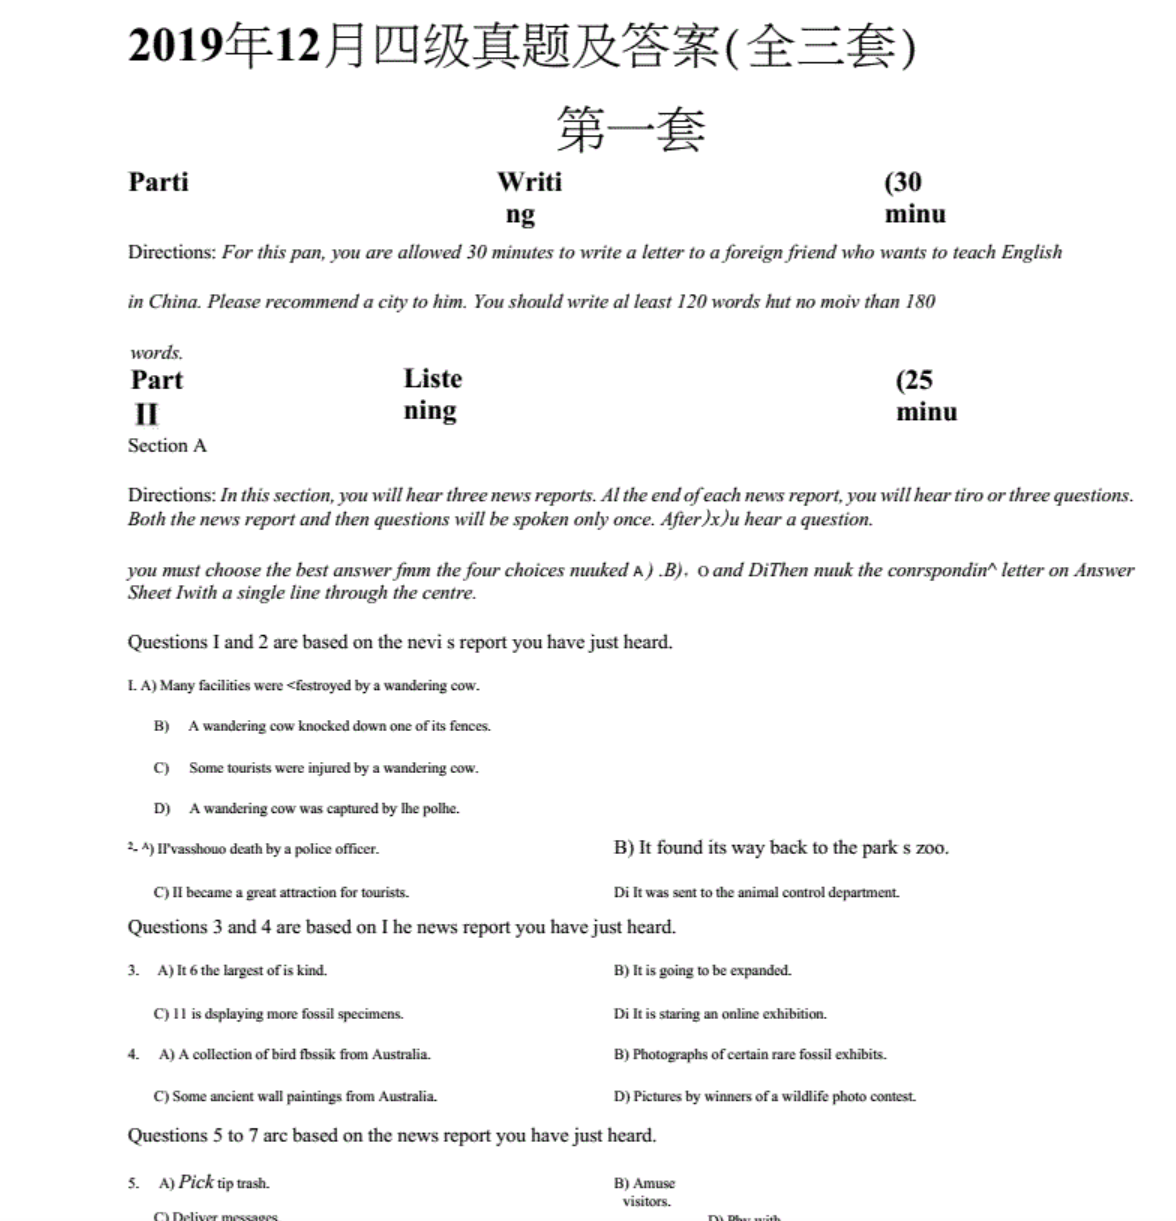 2019年12月四级真题及答案(全三套)
第一套
Parti Writi (30
ng minu
Directions: For this pan, you are allowed 30 minutes to write a letter to a foreign friend who wants to teach English
in China. Please recommend a city to him. You should write al least 120 words hut no moiv than 180
words.
Part Liste (25
II ning minu
Section A
Directions: In this section, you will hear three news reports. Al the end of each news report, you will hear tiro or three questions.
Both the news report and then questions will be spoken only once. After)x)u hear a question.
you must choose the best answer fmm the four choices nuuked A) .B)，O and DiThen nuuk the conrspondin^ letter on Answer
Sheet Iwith a single line through the centre.
Questions I and 2 are based on the nevi s report you have just heard.
I. A) Many facilities were <festroyed by a wandering cow.
B) A wandering cow knocked down one of its fences.
C) Some tourists were injured by a wandering cow.
D) A wandering cow was captured by lhe polhe.
2- A) Il'vasshouo death by a police officer. B) It found its way back to the park s zoo.
C) II became a great attraction for tourists. Di It was sent to the animal control department.
Questions 3 and 4 are based on I he news report you have just heard.
3. A) It 6 the largest of is kind. B) It is going to be expanded.
C) 11 is dsplaying more fossil specimens. Di It is staring an online exhibition.
4. A) A collection of bird fbssik from Australia. B) Photographs of certain rare fossil exhibits.
C) Some ancient wall paintings from Australia. D) Pictures by winners of a wildlife photo contest.
Questions 5 to 7 arc based on the news report you have just heard.
5. A) Pick tip trash. B) Amuse
visitors.
C) Deliver messages.